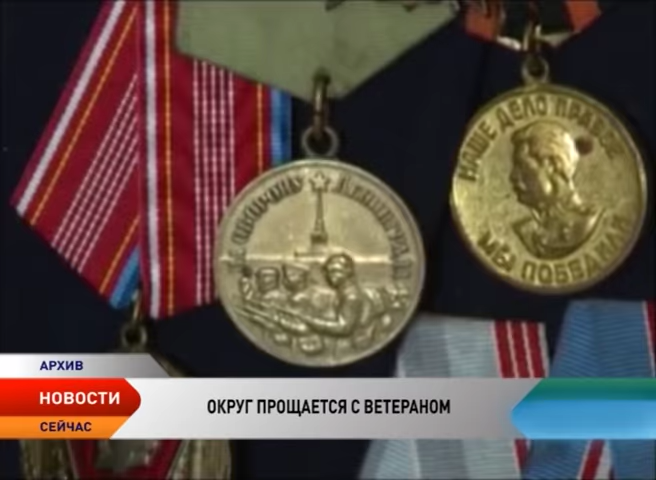 ЗА ОБОРОНУ ЛЕНИНГРАДА
НАШЕ ДЕЛО ПРАВОЕ
МЫ ПОБЕДИЛИ
АРХИВ
НОВОСТИ
СЕЙЧАС
ОКРУГ ПРОЩАЕТСЯ С ВЕТЕРАНОМ